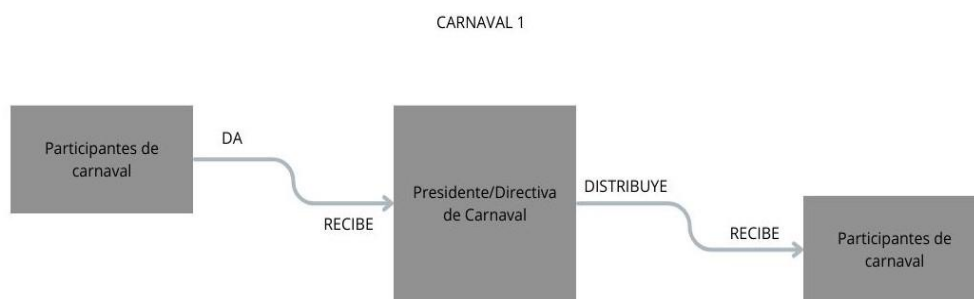 CARNAVAL 1
Participantes de
carnaval
DA
RECIBE
Presidente/Directiva
de Carnaval
DISTRIBUYE
RECIBE
Participantes de
carnaval